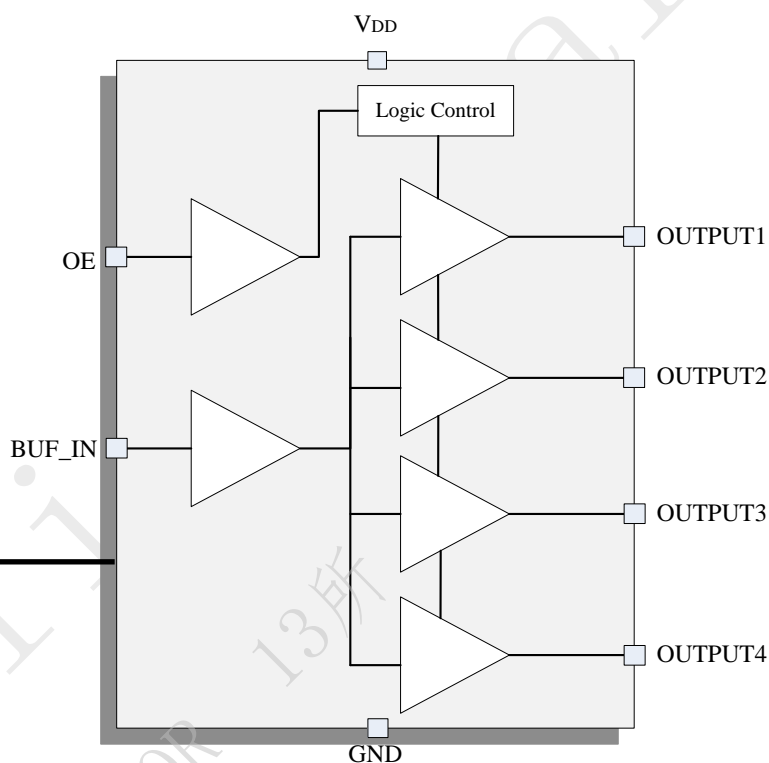 VDD
Logic Control
OE
OUTPUT1
OUTPUT2
BUF_IN
OUTPUT3
13所
OUTPUT4
GND